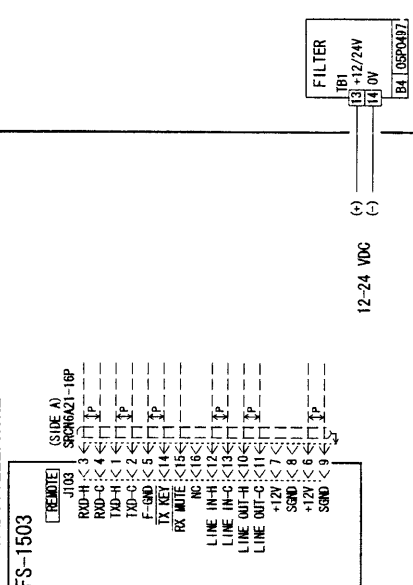 FILTER
TB1
13 +12/24V
14 0V
B4 05P0497
(+)
(-)
12-24 VDC
(SIDE A)
SRCN6A21-16P
FS-1503
REMOTE
J103
RXD-H 3
RXD-C 4
TXD-H 1
TXD-C 2
F-GND 5
TX KEY 14
RX MUTE 15
NC 16
LINE IN-H 12
LINE IN-C 13
LINE OUT-H 10
LINE OUT-C 11
+12V 7
SGND 8
+12V 6
SGND 9
P
P
P
P
P
P